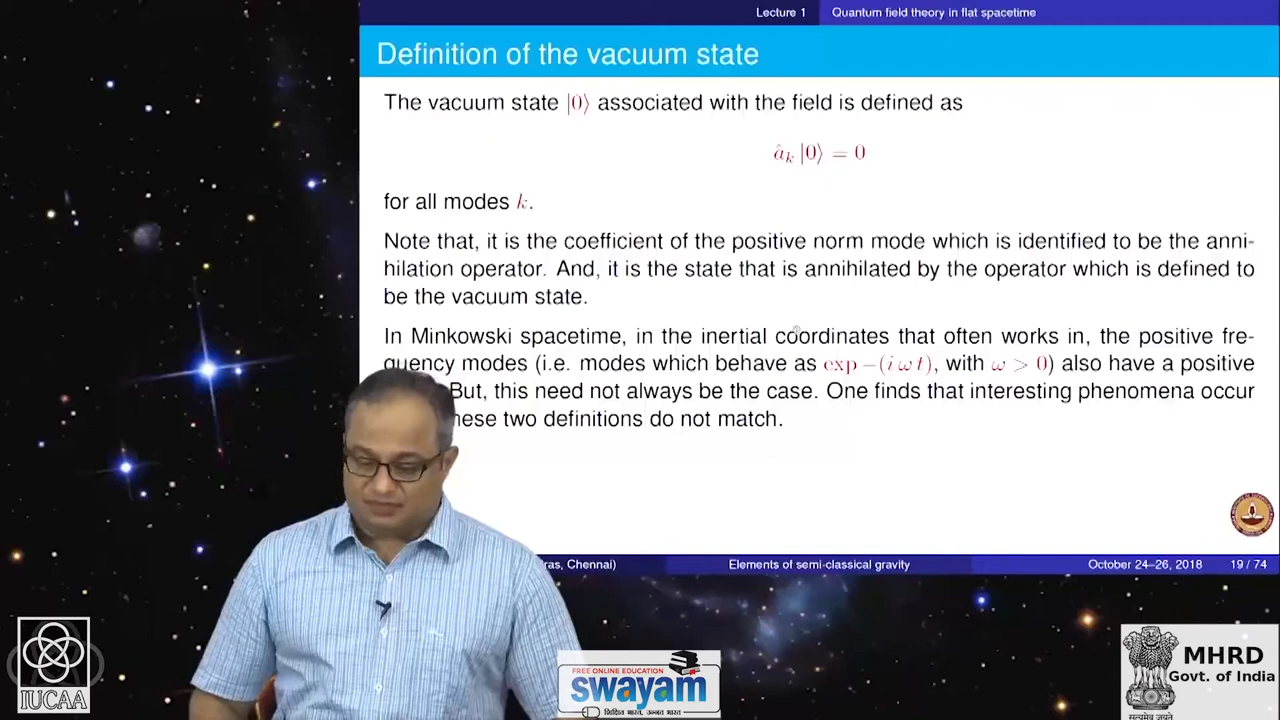 Lecture 1 Quantum field theory in flat spacetime
Definition of the vacuum state
The vacuum state |0⟩ associated with the field is defined as
âₖ |0⟩ = 0
for all modes k.
Note that, it is the coefficient of the positive norm mode which is identified to be the anni-
hilation operator. And, it is the state that is annihilated by the operator which is defined to
be the vacuum state.
In Minkowski spacetime, in the inertial coordinates that often works in, the positive fre-
quency modes (i.e. modes which behave as exp −(i ω t), with ω > 0) also have a positive
But, this need not always be the case. One finds that interesting phenomena occur
these two definitions do not match.
ras, Chennai) Elements of semi-classical gravity October 24–26, 2018 19 / 74
IUCAA
FREE ONLINE EDUCATION
swayam
शिक्षित भारत, उन्नत भारत
MHRD
Govt. of India